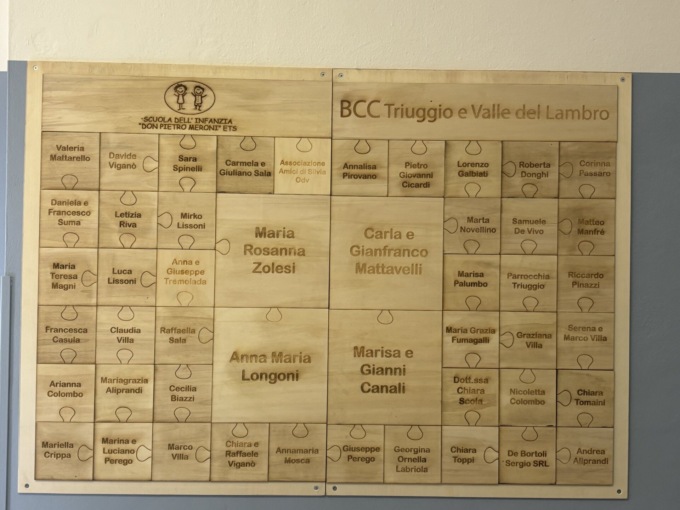 SCUOLA DELL' INFANZIA
"DON PIETRO MERONI" ETS
BCC Triuggio e Valle del Lambro
Valeria
Mattarello
Davide
Viganò
Sara
Spinelli
Carmela e
Giuliano Sala
Associazione
Amici di Silvia
Odv
Annalisa
Pirovano
Pietro
Giovanni
Cicardi
Lorenzo
Galbiati
Roberta
Donghi
Corinna
Passaro
Daniela e
Francesco
Suma
Letizia
Riva
Mirko
Lissoni
Maria
Rosanna
Zolesi
Carla e
Gianfranco
Mattavelli
Marta
Novellino
Samuele
De Vivo
Matteo
Manfrè
Maria
Teresa
Magni
Luca
Lissoni
Anna e
Giuseppe
Tremolada
Marisa
Palumbo
Parrocchia
Triuggio
Riccardo
Pinazzi
Francesca
Casula
Claudia
Villa
Raffaella
Sala
Anna Maria
Longoni
Marisa e
Gianni
Canali
Maria Grazia
Fumagalli
Graziana
Villa
Serena e
Marco Villa
Arianna
Colombo
Mariagrazia
Aliprandi
Cecilia
Biazzi
Dott.ssa
Chiara
Scola
Nicoletta
Colombo
Chiara
Tomaini
Mariella
Crippa
Marina e
Luciano
Perego
Marco
Villa
Chiara e
Raffaele
Viganò
Annamaria
Mosca
Giuseppe
Perego
Georgina
Ornella
Labriola
Chiara
Toppi
De Bortoli
Sergio SRL
Andrea
Aliprandi